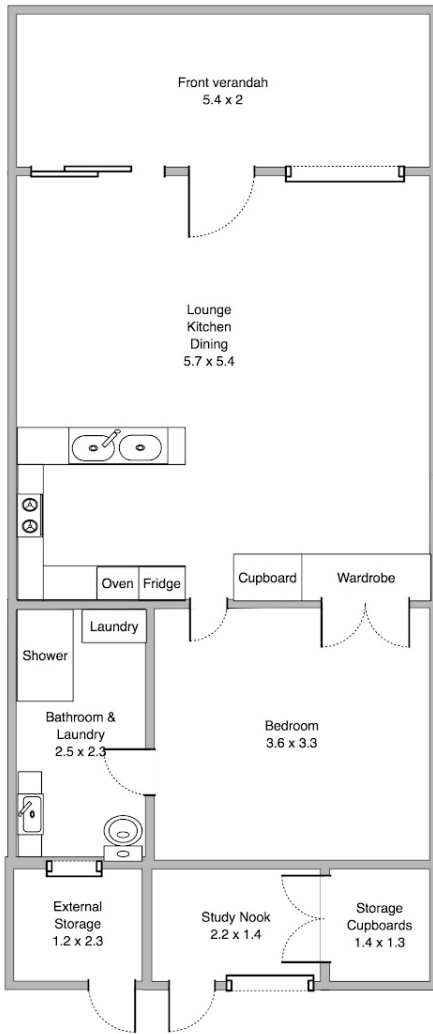 Front verandah
5.4 x 2
Lounge
Kitchen
Dining
5.7 x 5.4
Oven
Fridge
Cupboard
Wardrobe
Laundry
Shower
Bathroom &
Laundry
2.5 x 2.3
Bedroom
3.6 x 3.3
External
Storage
1.2 x 2.3
Study Nook
2.2 x 1.4
Storage
Cupboards
1.4 x 1.3